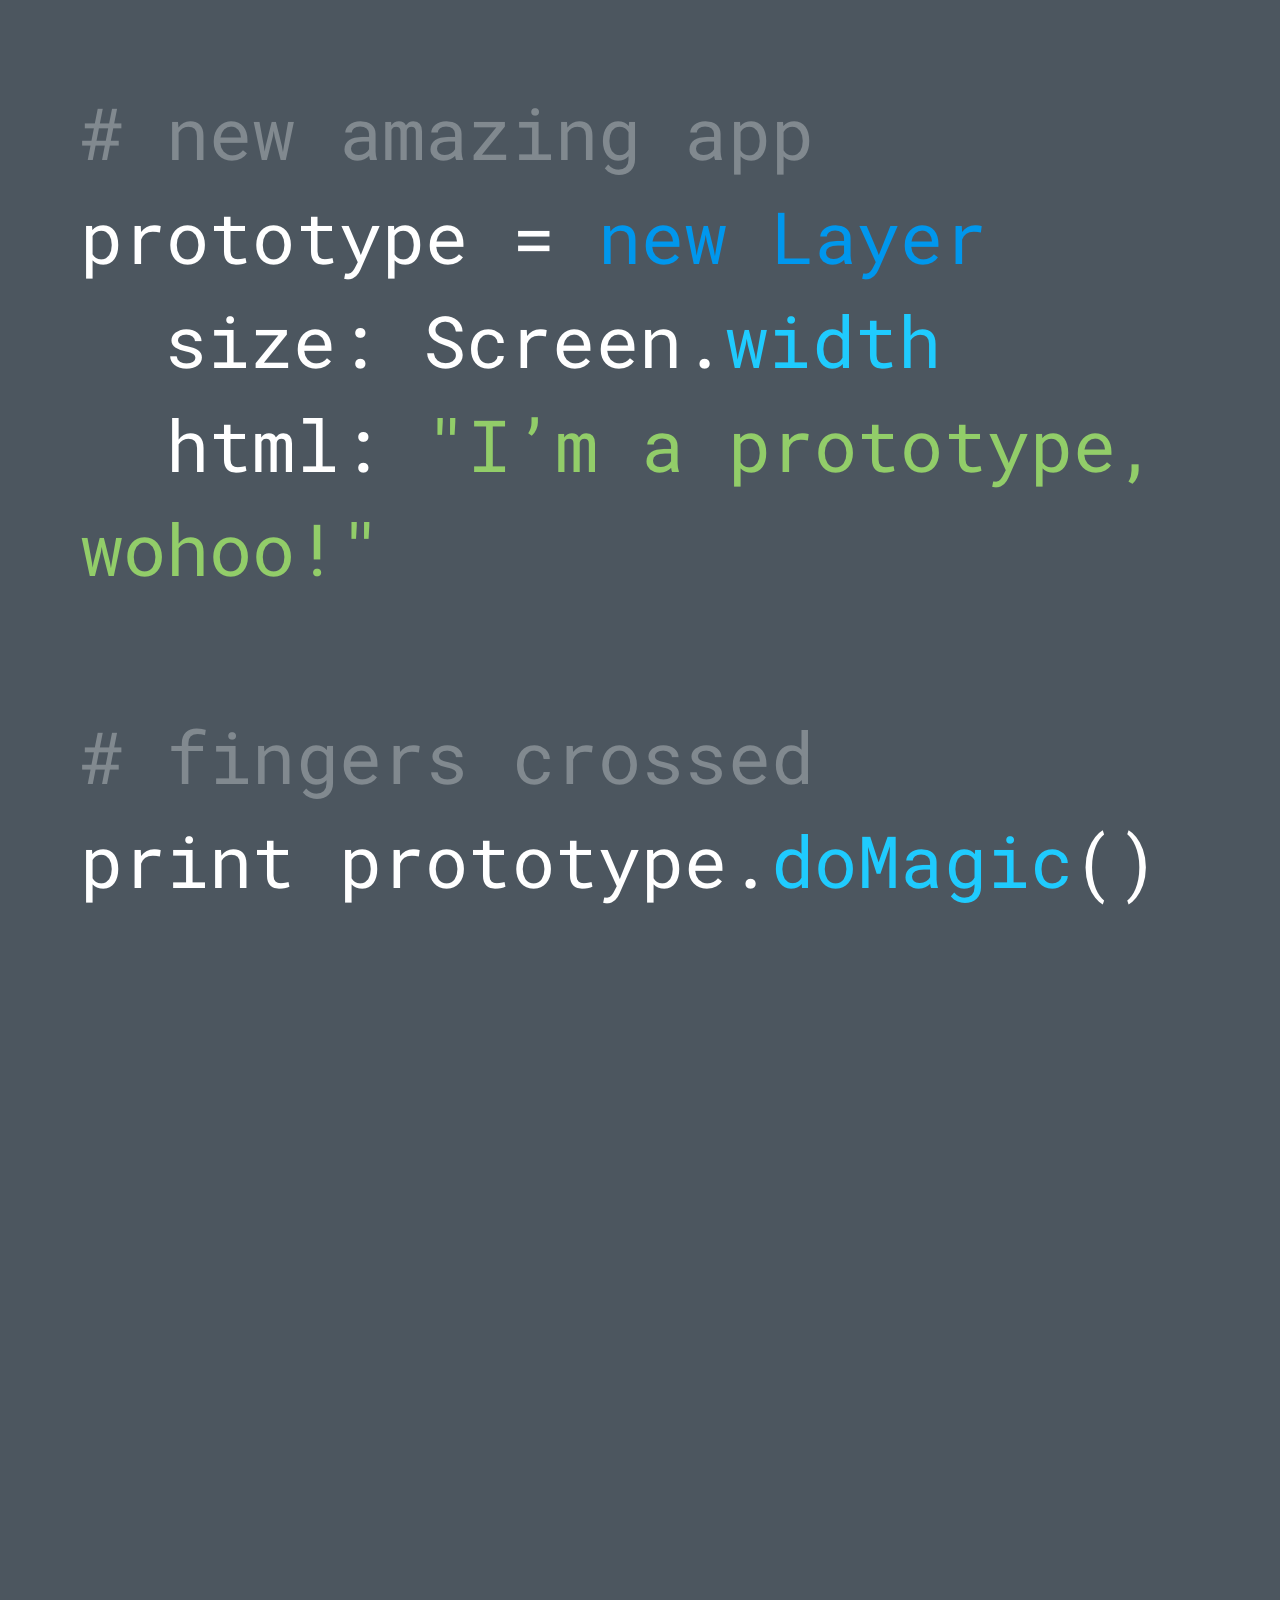 # new amazing app
prototype = new Layer
  size: Screen.width
  html: "I’m a prototype,
wohoo!"

# fingers crossed
print prototype.doMagic()